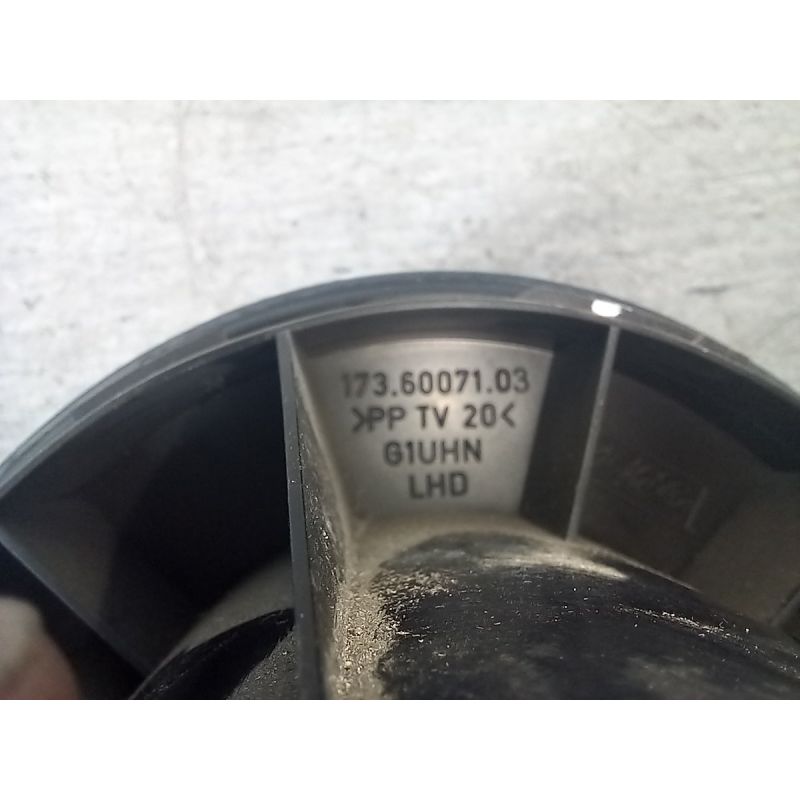 173.60071.03
>PP TV 20<
G1UHN
LHD